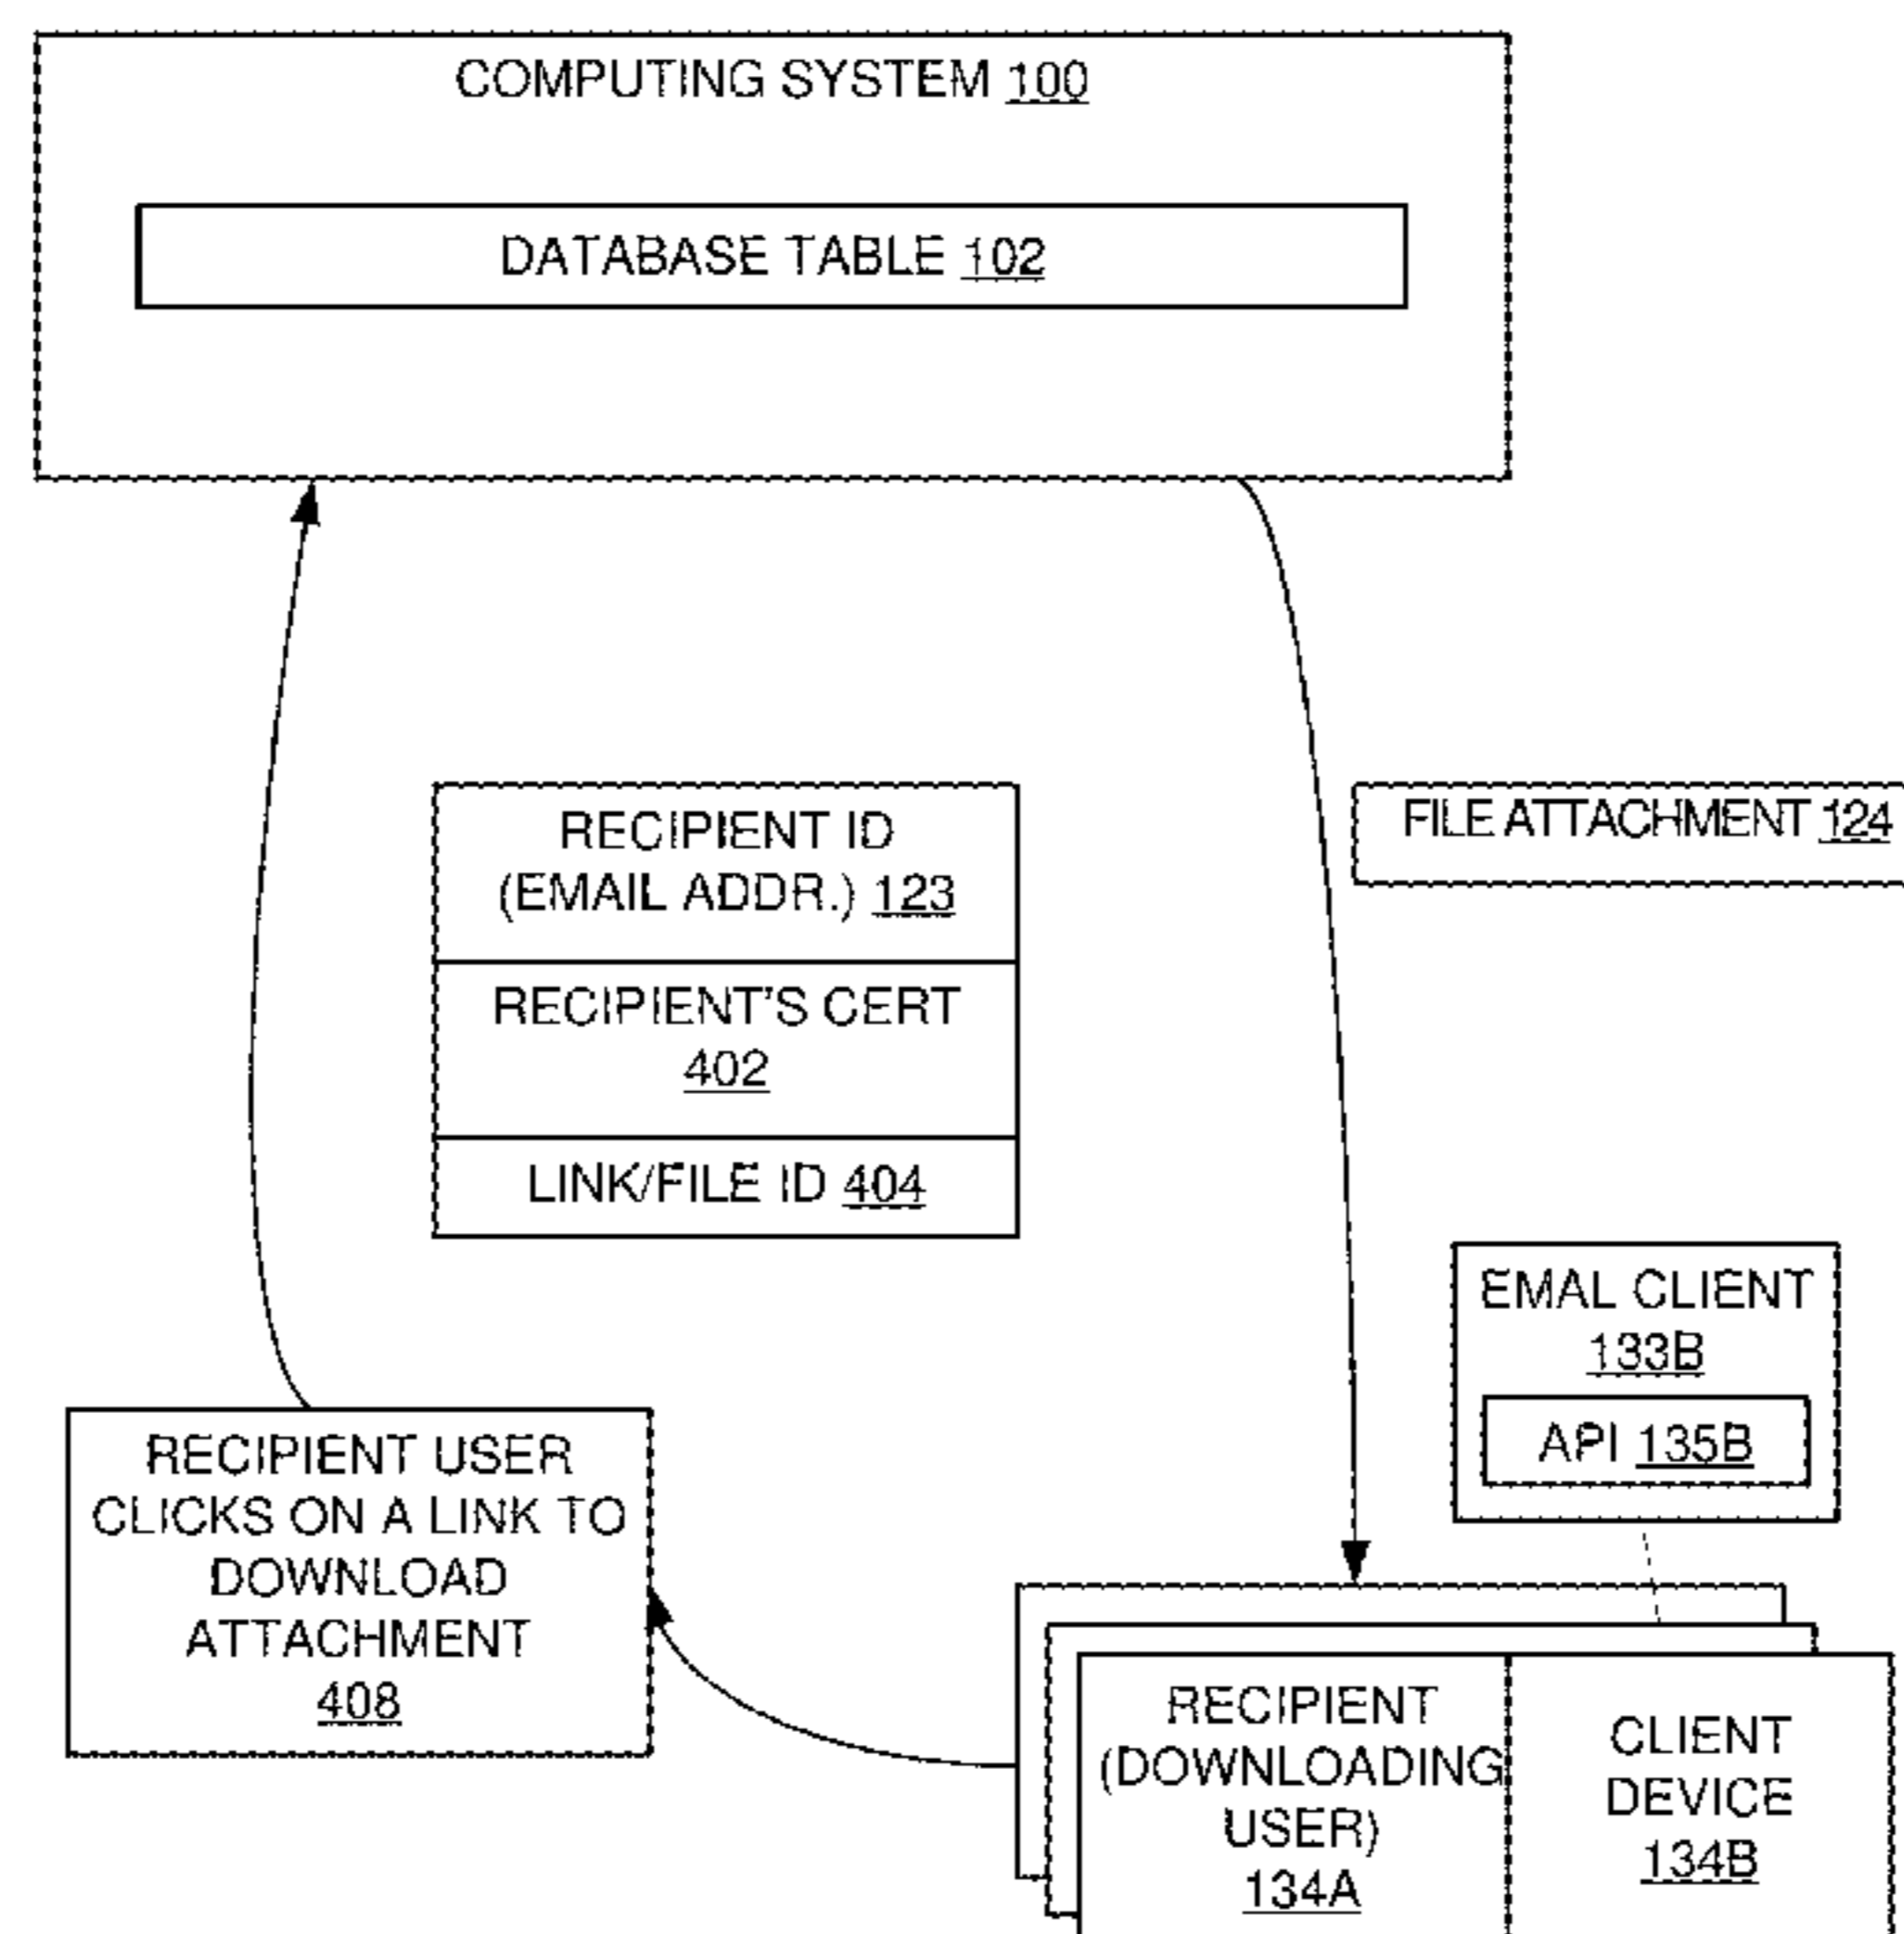 COMPUTING SYSTEM 100
DATABASE TABLE 102
RECIPIENT ID
(EMAIL ADDR.) 123
RECIPIENT'S CERT
402
LINK/FILE ID 404
FILE ATTACHMENT 124
EMAL CLIENT
133B
API 135B
RECIPIENT USER
CLICKS ON A LINK TO
DOWNLOAD
ATTACHMENT
408
RECIPIENT
(DOWNLOADING
USER)
134A
CLIENT
DEVICE
134B